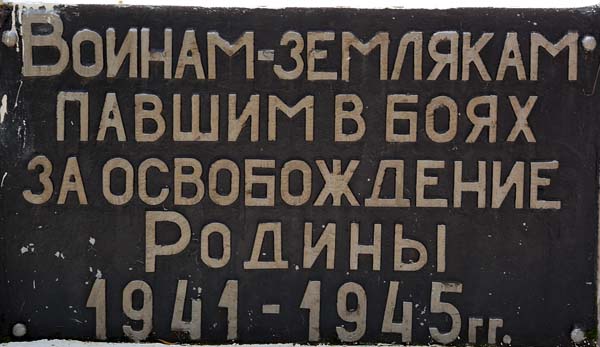 Воинам-землякам
павшим в боях
за освобождение
Родины
1941-1945гг.